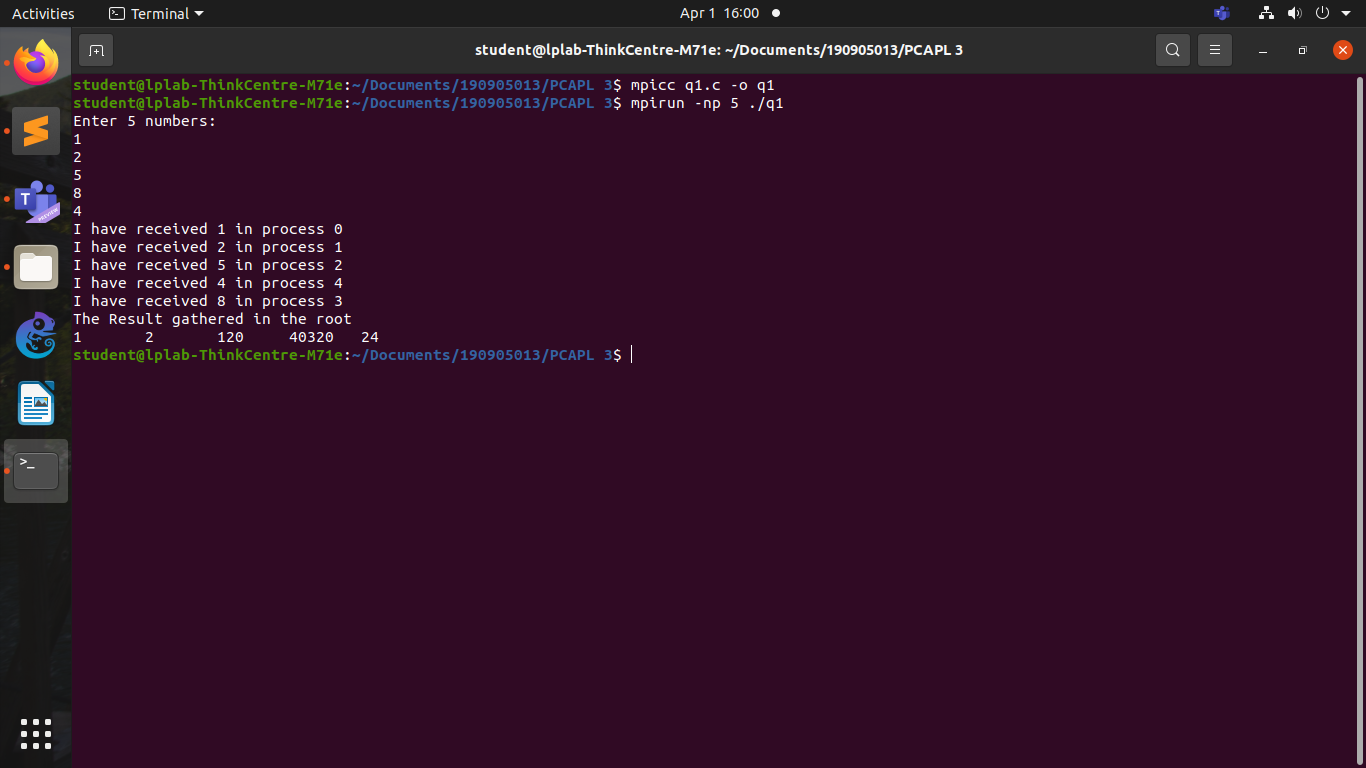 Activities Terminal Apr 1 16:00
student@lplab-ThinkCentre-M71e: ~/Documents/190905013/PCAPL 3
student@lplab-ThinkCentre-M71e:~/Documents/190905013/PCAPL 3$ mpicc q1.c -o q1
student@lplab-ThinkCentre-M71e:~/Documents/190905013/PCAPL 3$ mpirun -np 5 ./q1
Enter 5 numbers:
1
2
5
8
4
I have received 1 in process 0
I have received 2 in process 1
I have received 5 in process 2
I have received 4 in process 4
I have received 8 in process 3
The Result gathered in the root
1 2 120 40320 24
student@lplab-ThinkCentre-M71e:~/Documents/190905013/PCAPL 3$